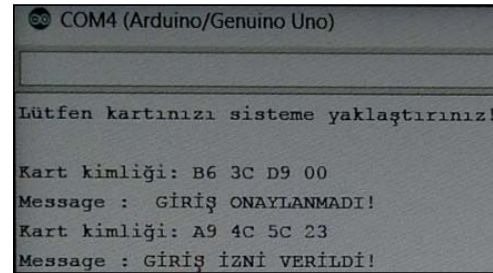 COM4 (Arduino/Genuino Uno)
Lütfen kartınızı sisteme yaklaştırınız!
Kart kimliği: B6 3C D9 00
Message :  GİRİŞ ONAYLANMADI!
Kart kimliği: A9 4C 5C 23
Message : GİRİŞ İZNİ VERİLDİ!